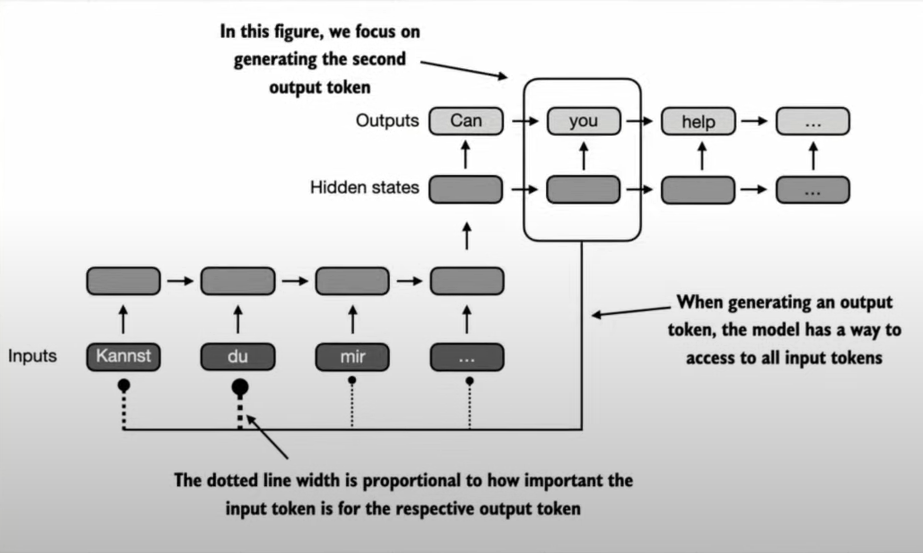 In this figure, we focus on
generating the second
output token
Outputs Can you help ...
Hidden states ...
Inputs Kannst du mir ...
When generating an output
token, the model has a way to
access to all input tokens
The dotted line width is proportional to how important the
input token is for the respective output token